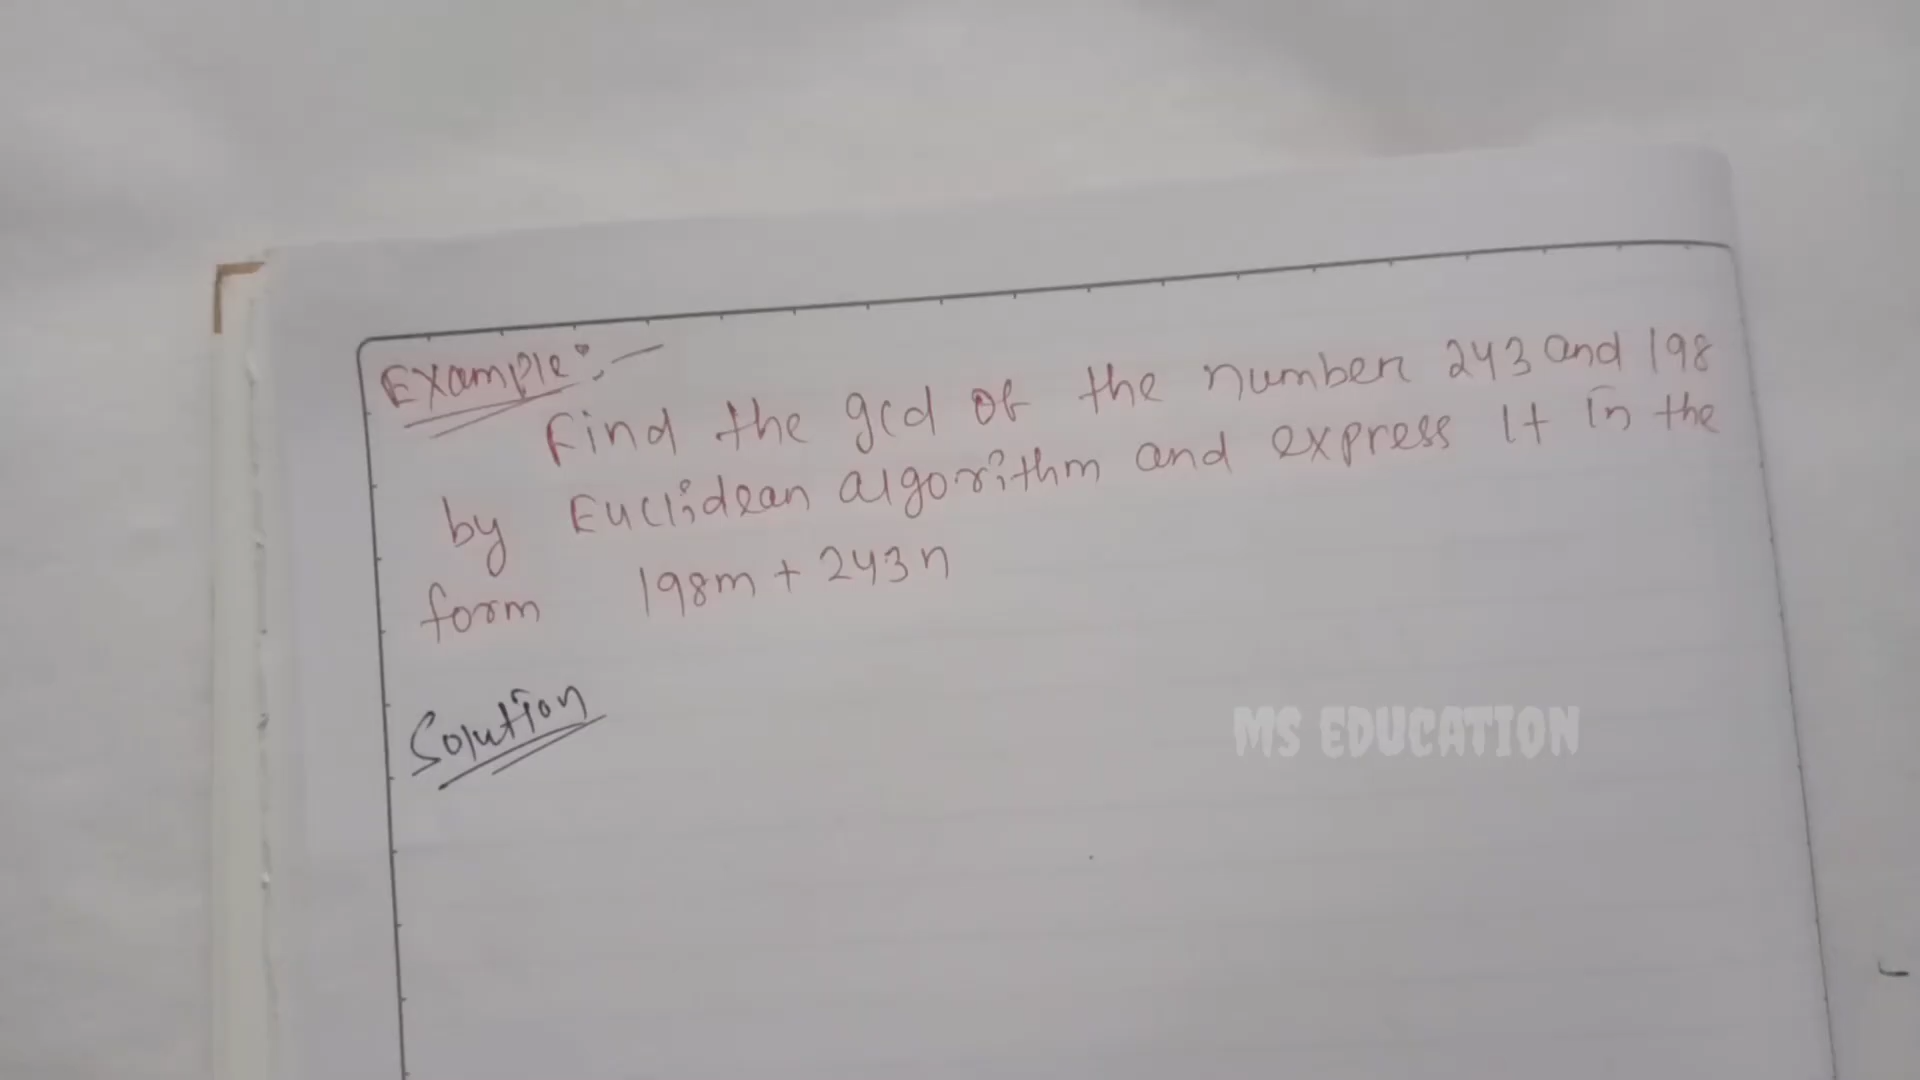 Example:-
Find the gcd of the number 243 and 198
by Euclidean algorithm and express it in the
form 198m + 243n
Solution
MS EDUCATION